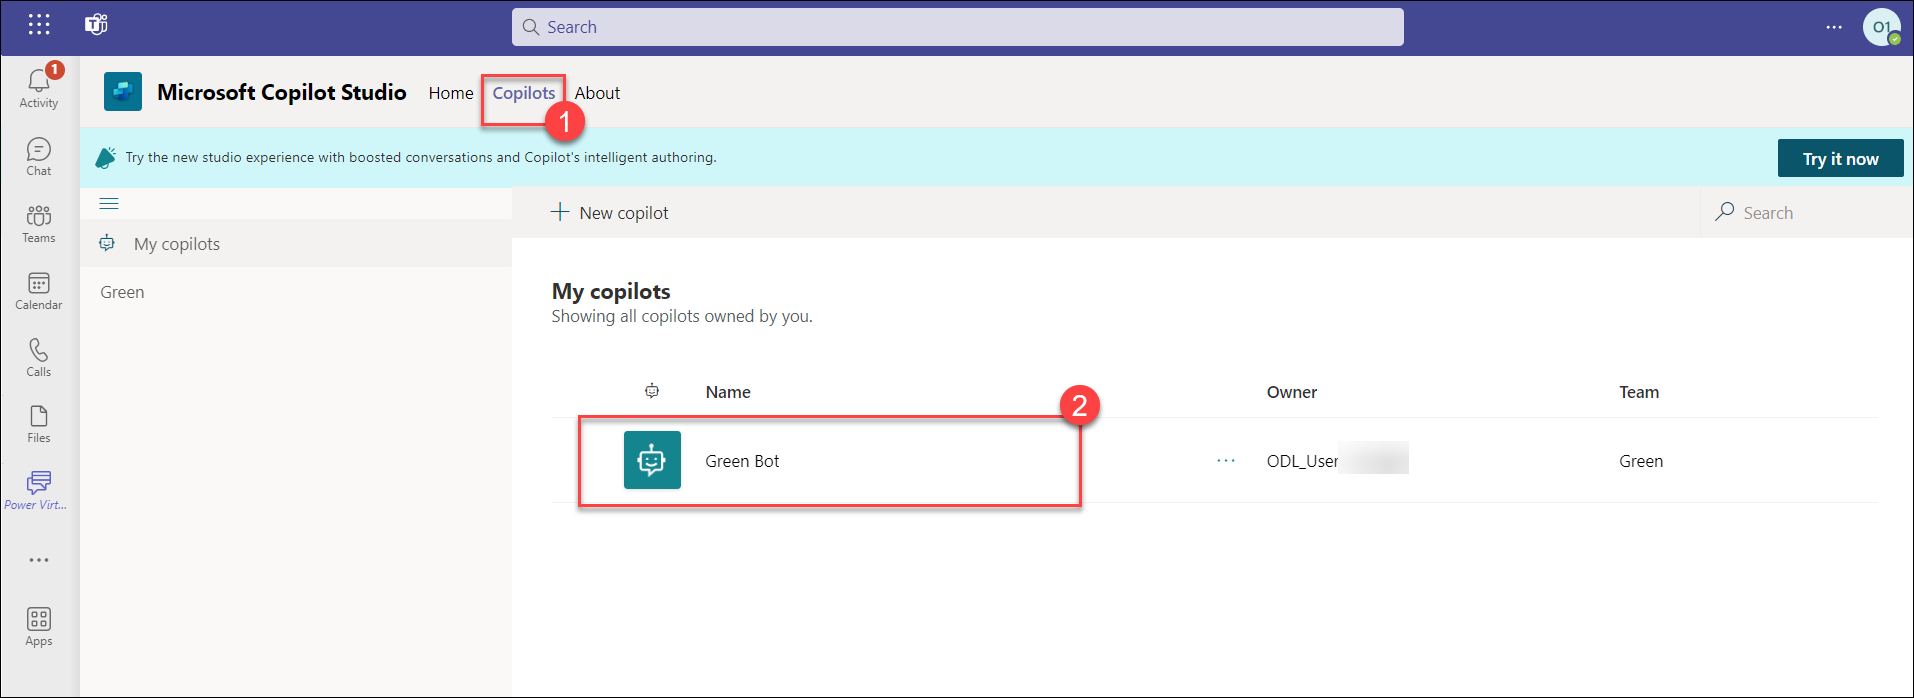 Search
O1
1
Activity
Chat
Teams
Calendar
Calls
Files
Power Virt...
Apps
Microsoft Copilot Studio Home Copilots About
1
Try the new studio experience with boosted conversations and Copilot's intelligent authoring.
Try it now
My copilots
Green
New copilot
Search
My copilots
Showing all copilots owned by you.
Name Owner Team
2
Green Bot ODL_User Green